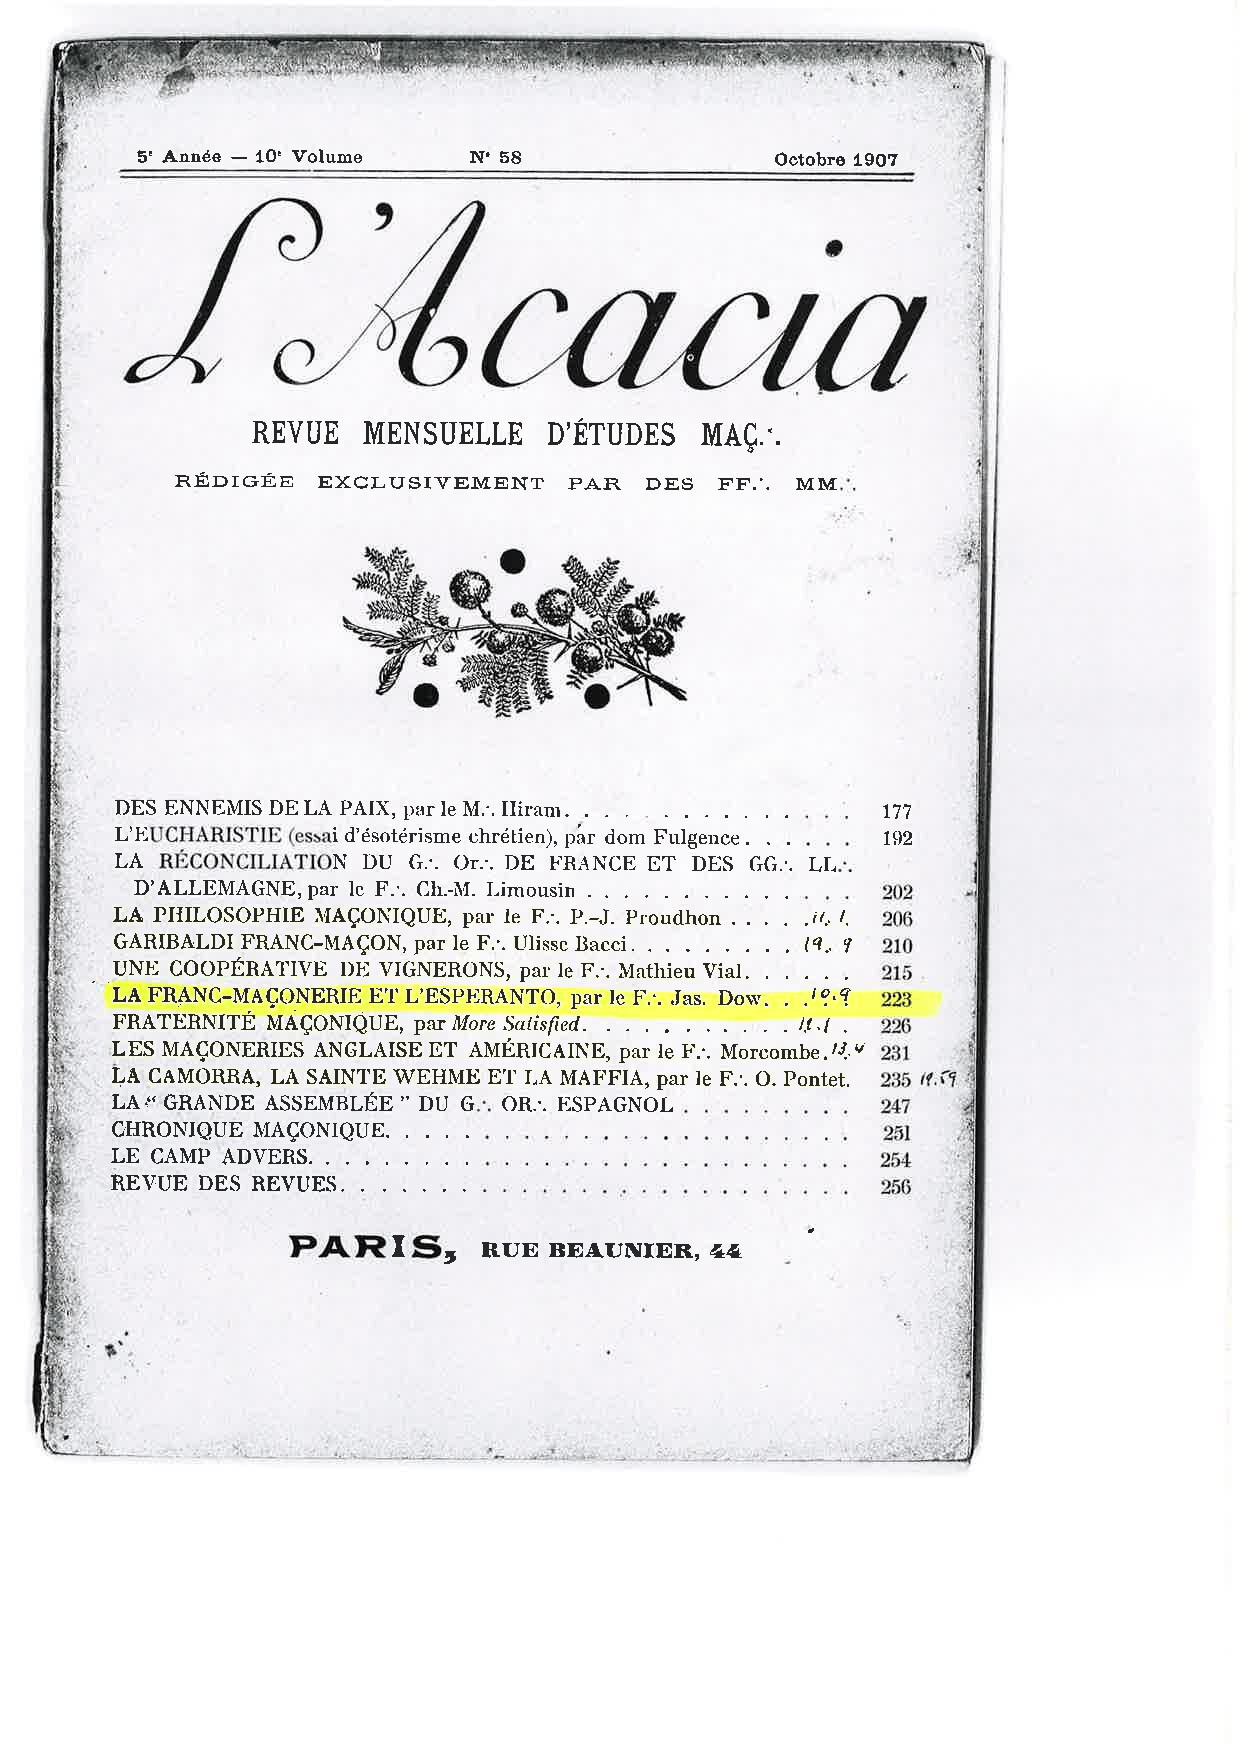 5e Année — 10e Volume N° 58 Octobre 1907
L'Acacia
REVUE MENSUELLE D'ÉTUDES MAÇ∴
RÉDIGÉE EXCLUSIVEMENT PAR DES FF∴ MM∴
DES ENNEMIS DE LA PAIX, par le M∴ Hiram. . . . . . . . . . . . . . . 177
L'EUCHARISTIE (essai d'ésotérisme chrétien), par dom Fulgence. . . . . . 192
LA RÉCONCILIATION DU G∴ Or∴ DE FRANCE ET DES GG∴ LL∴
D'ALLEMAGNE, par le F∴ Ch.-M. Limousin . . . . . . . . . . . . . . 202
LA PHILOSOPHIE MAÇONIQUE, par le F∴ P.-J. Proudhon . . . . . 206
GARIBALDI FRANC-MAÇON, par le F∴ Ulisse Bacci. . . . . . . . . 19. 9 210
UNE COOPÉRATIVE DE VIGNERONS, par le F∴ Mathieu Vial. . . . . . 215
LA FRANC-MAÇONERIE ET L'ESPERANTO, par le F∴ Jas. Dow. . . 223
FRATERNITÉ MAÇONIQUE, par More Satisfied. . . . . . . . . . . 226
LES MAÇONERIES ANGLAISE ET AMÉRICAINE, par le F∴ Morcombe. 231
LA CAMORRA, LA SAINTE WEHME ET LA MAFFIA, par le F∴ O. Pontet. 235
LA “ GRANDE ASSEMBLÉE ” DU G∴ OR∴ ESPAGNOL . . . . . . . . . 247
CHRONIQUE MAÇONIQUE. . . . . . . . . . . . . . . . . . . . . . . . 251
LE CAMP ADVERS. . . . . . . . . . . . . . . . . . . . . . . . . . . . 254
REVUE DES REVUES. . . . . . . . . . . . . . . . . . . . . . . . . . 256
PARIS, RUE BEAUNIER, 44